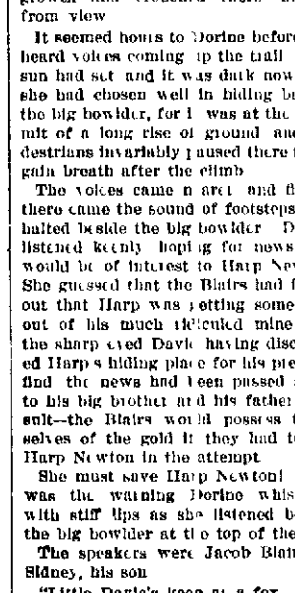 from view
It seemed hours to Dorine before
heard voices coming up the trail
sun had set and it was dark now
she had chosen well in hiding
the big bowlder, for i was at the
mit of a long rise of ground and
destrians invariably paused there
gain breath after the climb
The voices came n arer and
there came the sound of footsteps
halted beside the big bowlder D
listened keenly hoping for news
would be of interest to Harp Ne
She guessed that the Blairs had f
out that Harp was getting some
out of his much ridiculed mine
the sharp eyed Davie having disc
ed Harp s hiding place for his pre
find the news had been passed
to his big brother and his father
sult—the Blairs would possess t
selves of the gold if they had t
Harp Newton in the attempt
She must save Harp Newton!
was the warning Dorine whis
with stiff lips as she listened b
the big bowlder at the top of the
The speakers were Jacob Blair
Sidney, his son
"Little Davie's keen as a fox